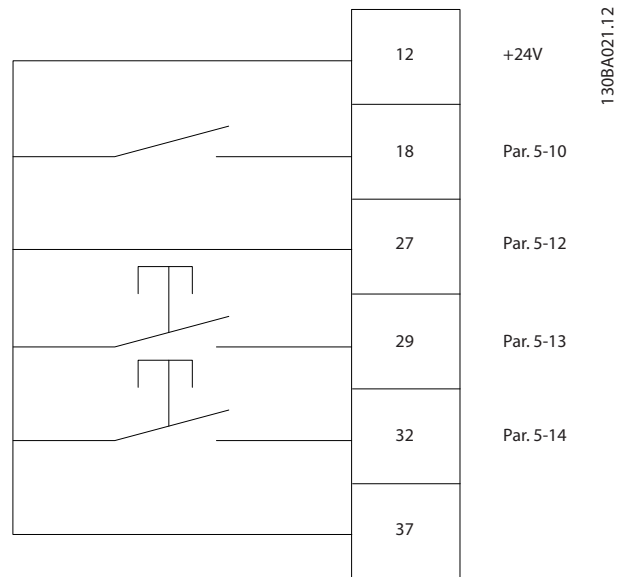 130BA021.12
12 +24V
18 Par. 5-10
27 Par. 5-12
29 Par. 5-13
32 Par. 5-14
37